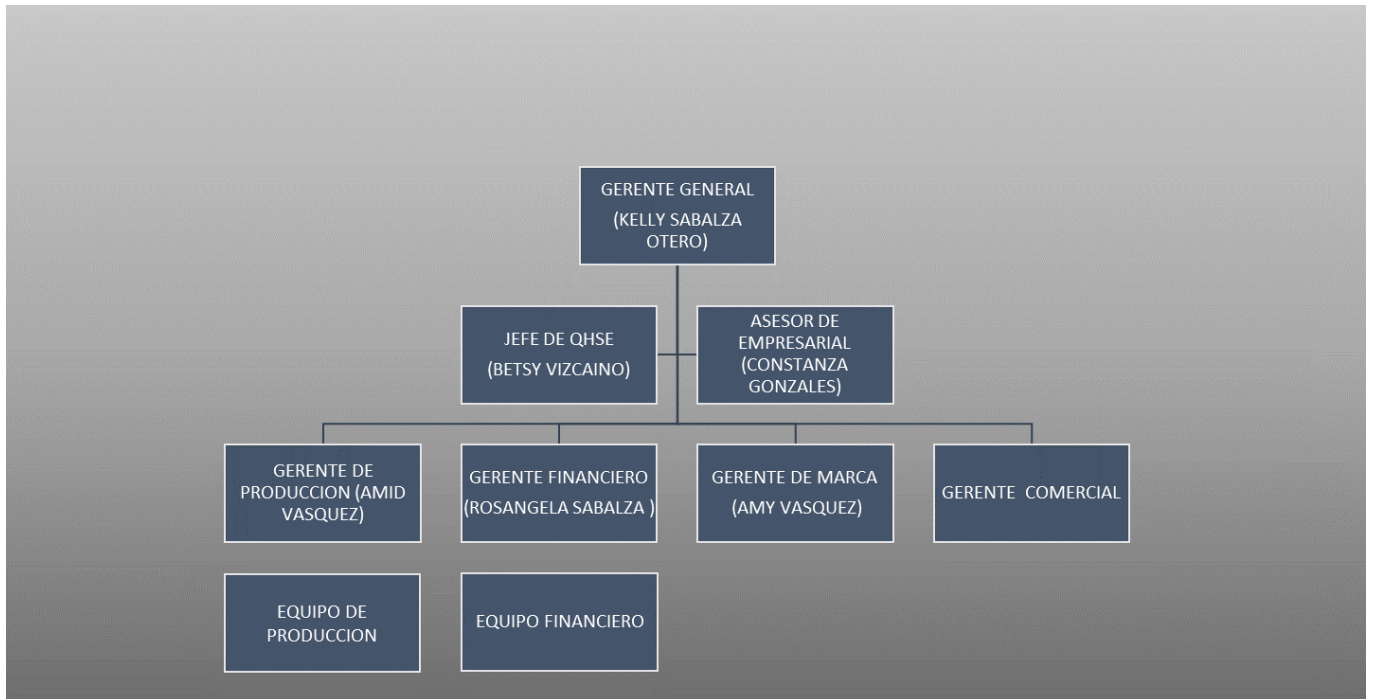 GERENTE GENERAL
(KELLY SABALZA
OTERO)
JEFE DE QHSE
(BETSY VIZCAINO)
ASESOR DE
EMPRESARIAL
(CONSTANZA
GONZALES)
GERENTE DE
PRODUCCION (AMID
VASQUEZ)
GERENTE FINANCIERO
(ROSANGELA SABALZA )
GERENTE DE MARCA
(AMY VASQUEZ)
GERENTE  COMERCIAL
EQUIPO DE
PRODUCCION
EQUIPO FINANCIERO